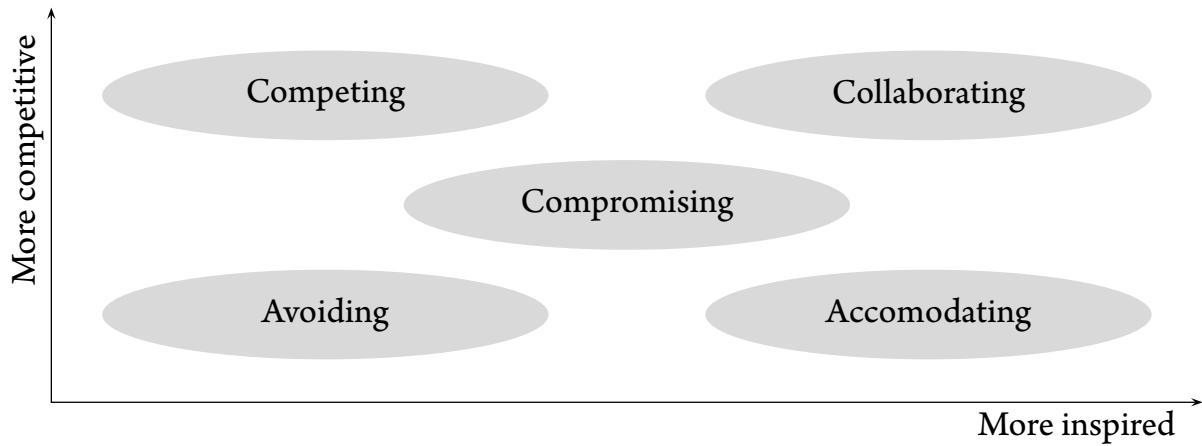 More competitive
Competing
Collaborating
Compromising
Avoiding
Accomodating
More inspired